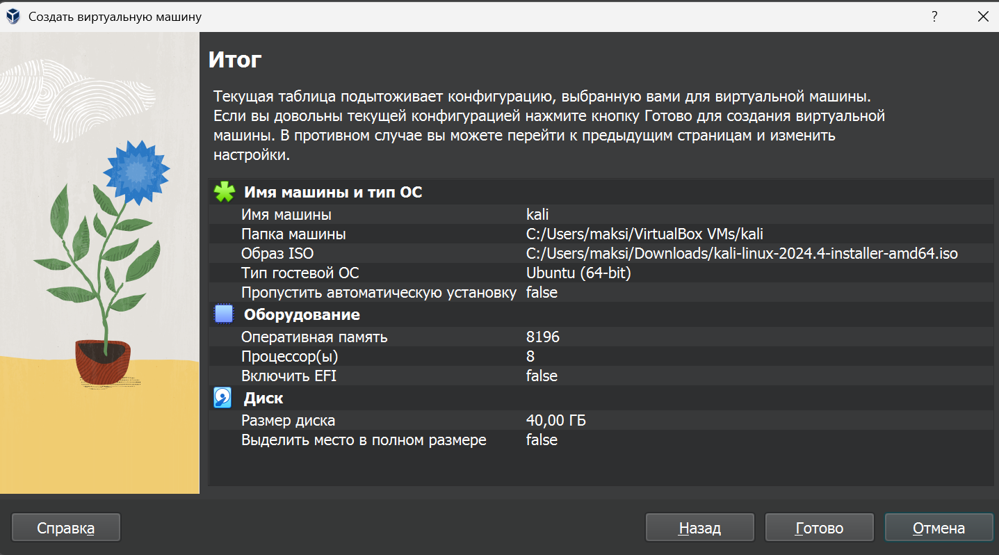 Создать виртуальную машину
?
Итог
Текущая таблица подытоживает конфигурацию, выбранную вами для виртуальной машины.
Если вы довольны текущей конфигурацией нажмите кнопку Готово для создания виртуальной
машины. В противном случае вы можете перейти к предыдущим страницам и изменить
настройки.
Имя машины и тип ОС
Имя машины kali
Папка машины C:/Users/maksi/VirtualBox VMs/kali
Образ ISO C:/Users/maksi/Downloads/kali-linux-2024.4-installer-amd64.iso
Тип гостевой ОС Ubuntu (64-bit)
Пропустить автоматическую установку false
Оборудование
Оперативная память 8196
Процессор(ы) 8
Включить EFI false
Диск
Размер диска 40,00 ГБ
Выделить место в полном размере false
Справка Назад Готово Отмена